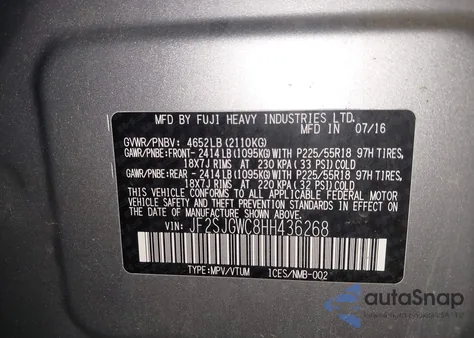 MFD BY FUJI HEAVY INDUSTRIES LTD.
MFD IN 07/16
GVWR/PNBV: 4652LB(2110KG)
GAWR/PNBE:FRONT-2414LB(1095KG)WITH P225/55R18 97H TIRES,
18X7J RIMS AT 230 KPA (33 PSI)COLD
GAWR/PNBE:REAR-2414LB(1095KG)WITH P225/55R18 97H TIRES,
18X7J RIMS AT 220 KPA (32 PSI)COLD
THIS VEHICLE CONFORMS TO ALL APPLICABLE FEDERAL MOTOR
VEHICLE SAFETY, BUMPER, AND THEFT
PREVENTION STANDARDS IN EFFECT ON THE DATE OF
MANUFACTURE SHOWN ABOVE.
VIN: JF2SJGWC8HH436268
TYPE:MPV/VTUM ICES/NMB-002
autoSnap